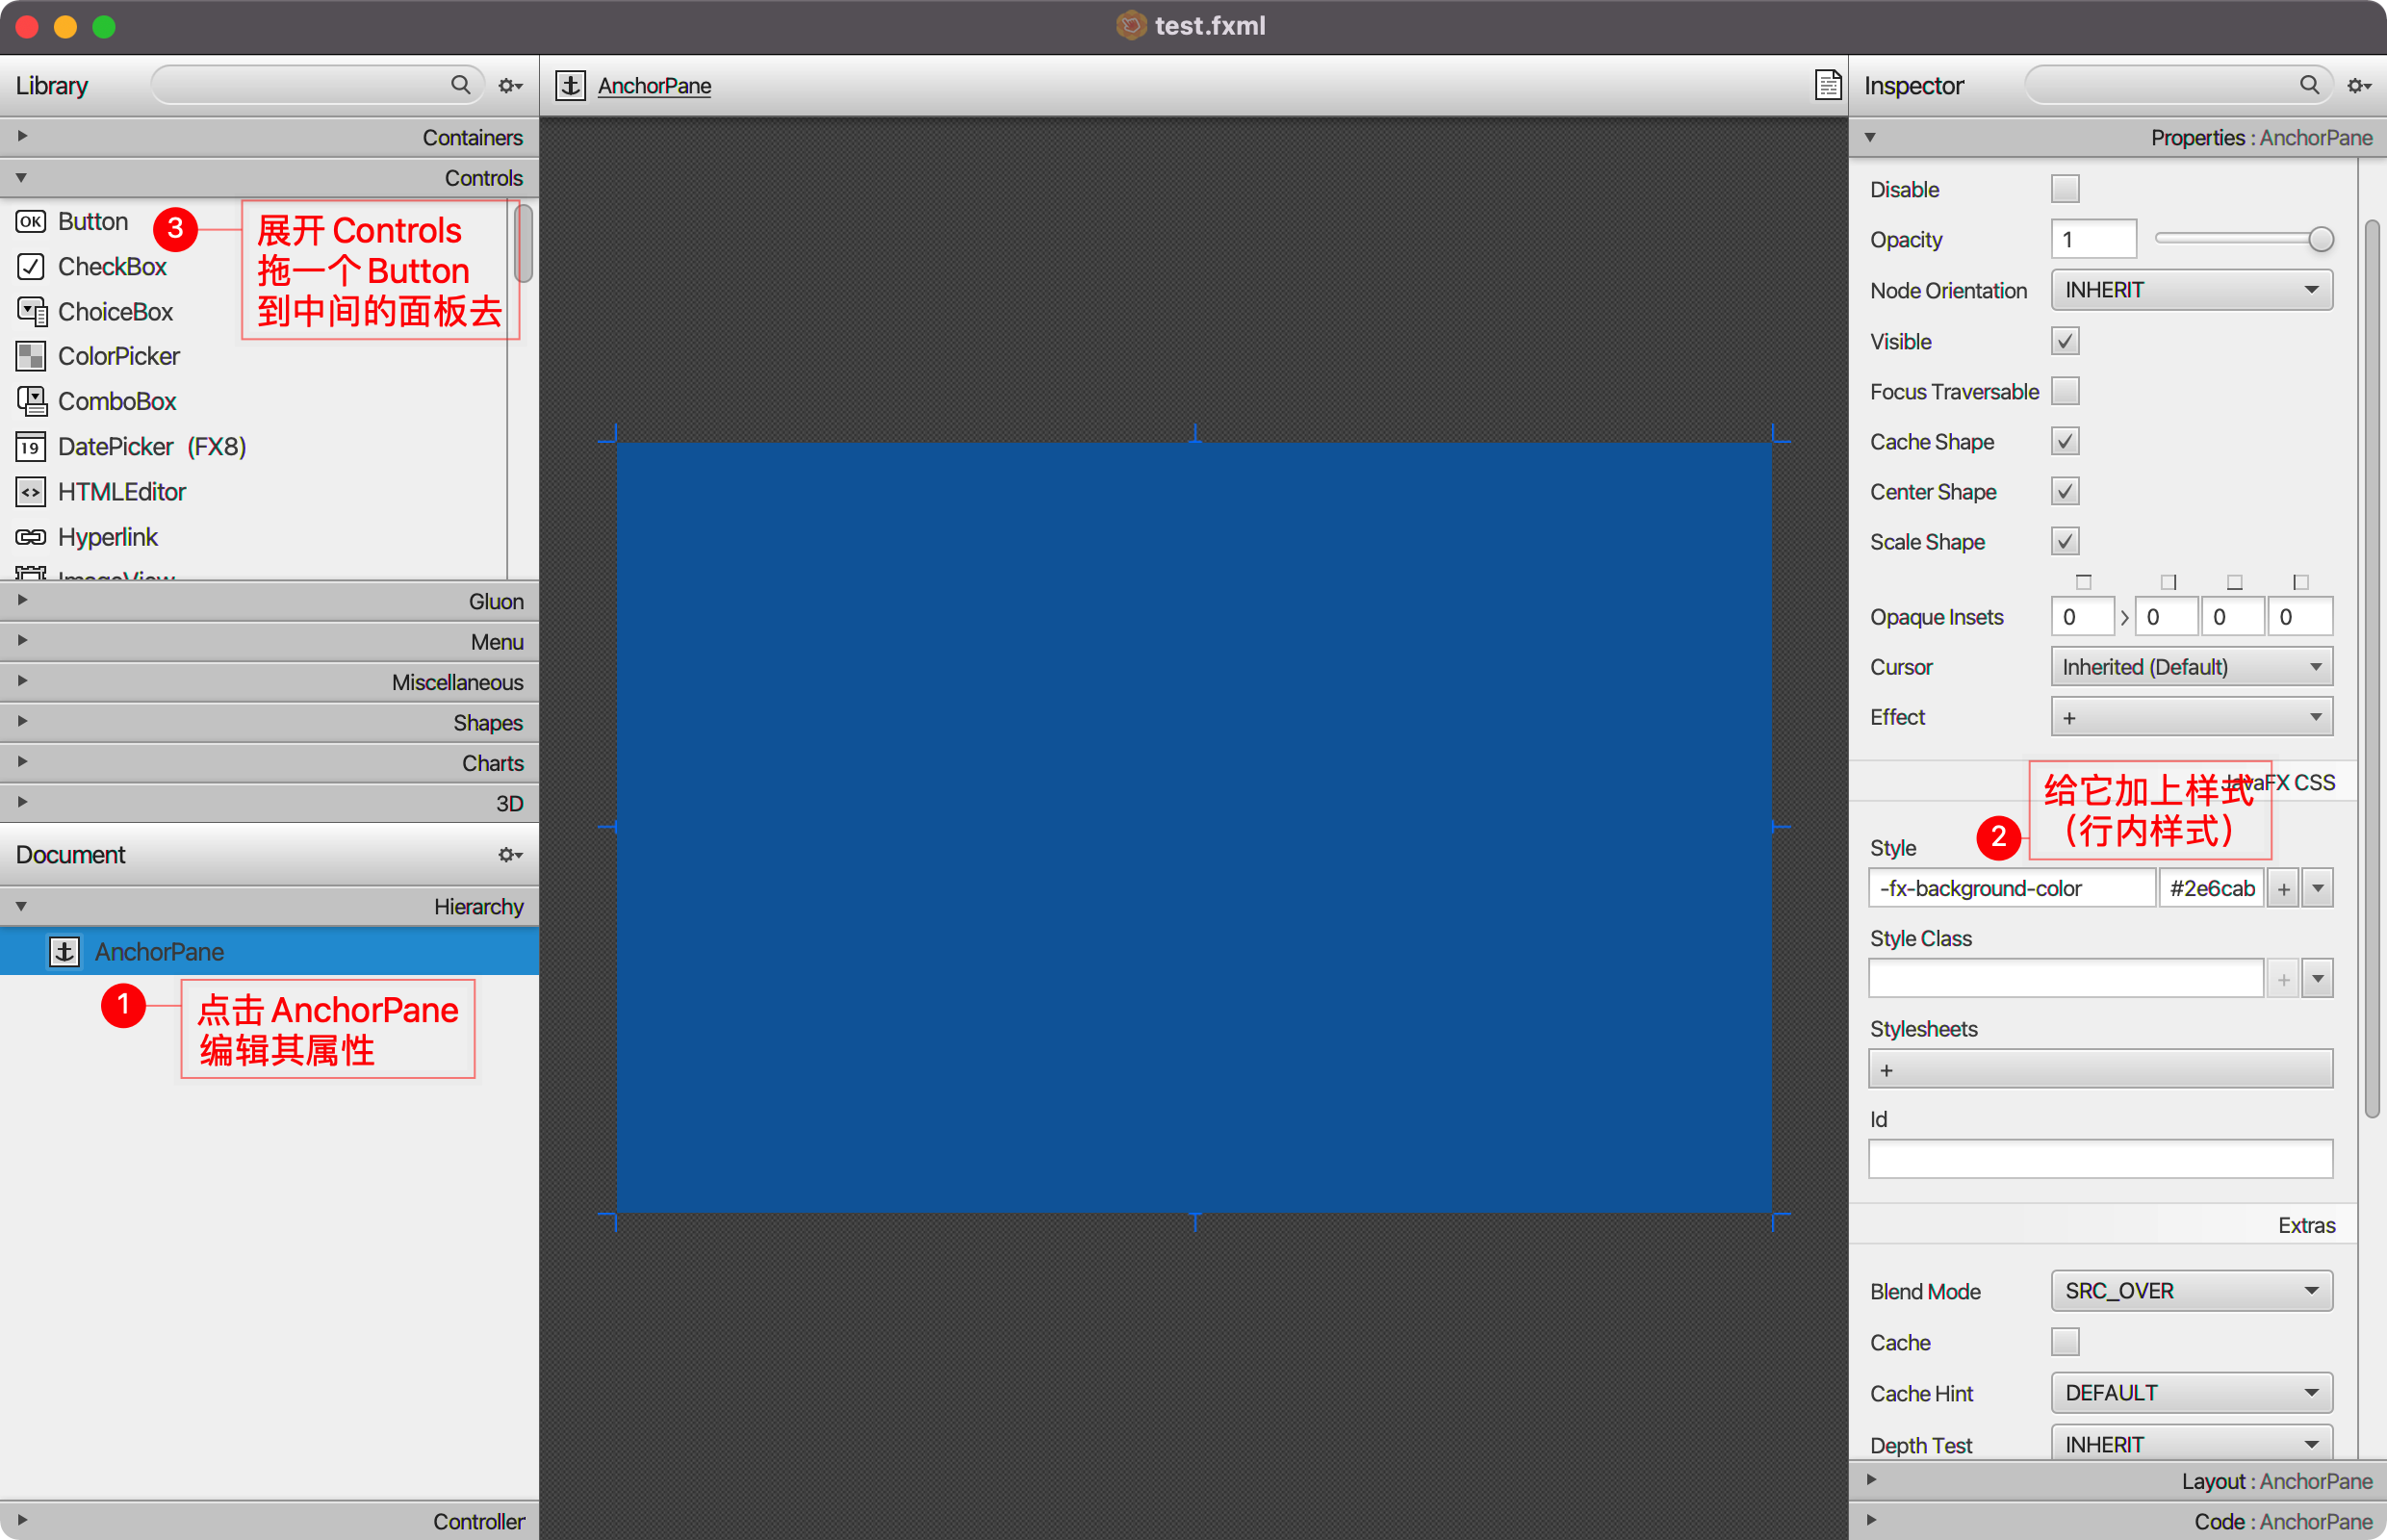 test.fxml
Library
AnchorPane
Inspector
Containers
Controls
OK Button
CheckBox
ChoiceBox
ColorPicker
ComboBox
19 DatePicker (FX8)
HTMLEditor
Hyperlink
ImageView
3
展开 Controls
拖一个 Button
到中间的面板去
Gluon
Menu
Miscellaneous
Shapes
Charts
3D
Document
Hierarchy
AnchorPane
1
点击 AnchorPane
编辑其属性
Controller
Properties : AnchorPane
Disable
Opacity 1
Node Orientation INHERIT
Visible
Focus Traversable
Cache Shape
Center Shape
Scale Shape
Opaque Insets 0 > 0 0 0
Cursor Inherited (Default)
Effect +
JavaFX CSS
2
给它加上样式
（行内样式）
Style
-fx-background-color #2e6cab +
Style Class
+
Stylesheets
+
Id
Extras
Blend Mode SRC_OVER
Cache
Cache Hint DEFAULT
Depth Test INHERIT
Layout : AnchorPane
Code : AnchorPane